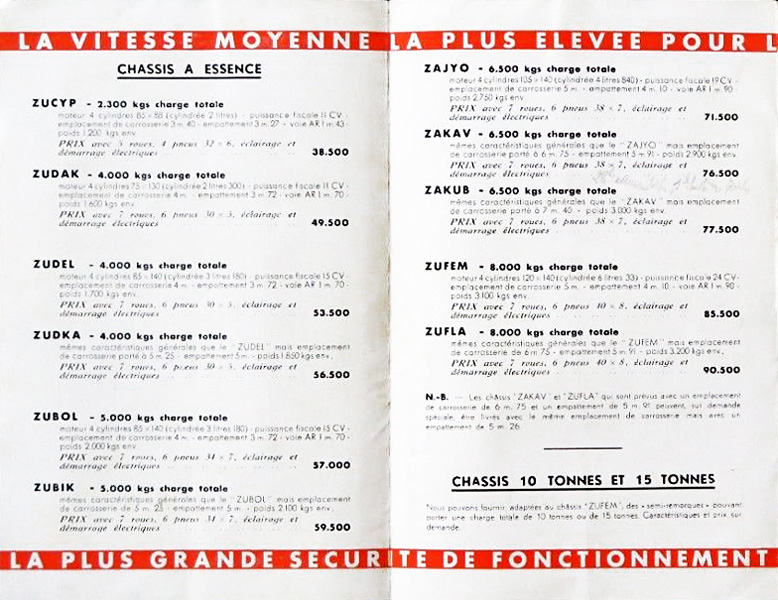 LA VITESSE MOYENNE LA PLUS ELEVEE POUR L
CHASSIS A ESSENCE
ZUCYP - 2.300 kgs charge totale
moteur 4 cylindres 85 × 88 (cylindrée 2 litres) - puissance fiscale 11 CV -
emplacement de carrosserie 3 m. 40 - empattement 3 m. 27 - voie AR 1 m. 43 -
poids 1.200 kgs env.
PRIX avec 5 roues, 4 pneus 32 × 6, éclairage et
démarrage électriques 38.500
ZUDAK - 4.000 kgs charge totale
moteur 4 cylindres 75 × 130 (cylindrée 2 litres 300) - puissance fiscale 11 CV -
emplacement de carrosserie 4 m. - empattement 3 m. 72 - voie AR 1 m. 70 -
poids 1.600 kgs env.
PRIX avec 7 roues, 6 pneus 30 × 5, éclairage et
démarrage électriques 49.500
ZUDEL - 4.000 kgs charge totale
moteur 4 cylindres 85 × 140 (cylindrée 3 litres 180) - puissance fiscale 15 CV -
emplacement de carrosserie 4 m. - empattement 3 m. 72 - voie AR 1 m. 70 -
poids 1.700 kgs env.
PRIX avec 7 roues, 6 pneus 30 × 5, éclairage et
démarrage électriques 53.500
ZUDKA - 4.000 kgs charge totale
mêmes caractéristiques générales que le "ZUDEL" mais emplacement
de carrosserie porté à 5 m. 25 - empattement 5 m. - poids 1.850 kgs env.
PRIX avec 7 roues, 6 pneus 30 × 5, éclairage et
démarrage électriques 56.500
ZUBOL - 5.000 kgs charge totale
moteur 4 cylindres 85 × 140 (cylindrée 3 litres 180) - puissance fiscale 15 CV -
emplacement de carrosserie 4 m. - empattement 3 m. 72 - voie AR 1 m. 70 -
poids 2.000 kgs env.
PRIX avec 7 roues, 6 pneus 34 × 7, éclairage et
démarrage électriques 57.000
ZUBIK - 5.000 kgs charge totale
mêmes caractéristiques générales que le "ZUBOL" mais emplacement
de carrosserie de 5 m. 25 - empattement 5 m. - poids 2.100 kgs env.
PRIX avec 7 roues, 6 pneus 34 × 7, éclairage et
démarrage électriques 59.500
ZAJYO - 6.500 kgs charge totale
moteur 4 cylindres 105 × 140 (cylindrée 4 litres 840) - puissance fiscale 19 CV -
emplacement de carrosserie de 5 m. - empattement 4 m. 10 - voie AR 1 m. 90 -
poids 2.750 kgs env.
PRIX avec 7 roues, 6 pneus 38 × 7, éclairage et
démarrage électriques 71.500
ZAKAV - 6.500 kgs charge totale
mêmes caractéristiques générales que le "ZAJYO" mais emplacement
de carrosserie porté à 6 m. 75 - empattement 5 m. 91 - poids 2.900 kgs env.
PRIX avec 7 roues, 6 pneus 38 × 7, éclairage et
démarrage électriques 76.500
ZAKUB - 6.500 kgs charge totale
mêmes caractéristiques générales que le "ZAKAV" mais emplacement
de carrosserie porté à 7 m. 40 - poids 3.000 kgs env.
PRIX avec 7 roues, 6 pneus 38 × 7, éclairage et
démarrage électriques 77.500
ZUFEM - 8.000 kgs charge totale
moteur 4 cylindres 120 × 140 (cylindrée 6 litres 33) - puissance fiscale 24 CV -
emplacement de carrosserie 5 m. - empattement 4 m. 10 - voie AR 1 m. 98 -
poids 3.100 kgs env.
PRIX avec 7 roues, 6 pneus 40 × 8, éclairage et
démarrage électriques 85.500
ZUFLA - 8.000 kgs charge totale
mêmes caractéristiques générales que le "ZUFEM" mais emplacement
de carrosserie de 6 m. 75 - empattement 5 m. 91 - poids 3.200 kgs env.
PRIX avec 7 roues, 6 pneus 40 × 8, éclairage et
démarrage électriques 90.500
N.-B. — Les châssis "ZAKAV" et "ZUFLA" qui sont prévus avec un emplacement
de carrosserie de 6 m. 75 et un empattement de 5 m. 91 peuvent, sur demande
spéciale, être livrés avec le même emplacement de carrosserie mais avec un
empattement de 5 m. 26.
CHASSIS 10 TONNES ET 15 TONNES
Nous pouvons fournir, adaptées au châssis "ZUFEM", des « semi-remorques » pouvant
porter une charge totale de 10 tonnes ou de 15 tonnes. Caractéristiques et prix sur
demande.
LA PLUS GRANDE SECURITE DE FONCTIONNEMENT